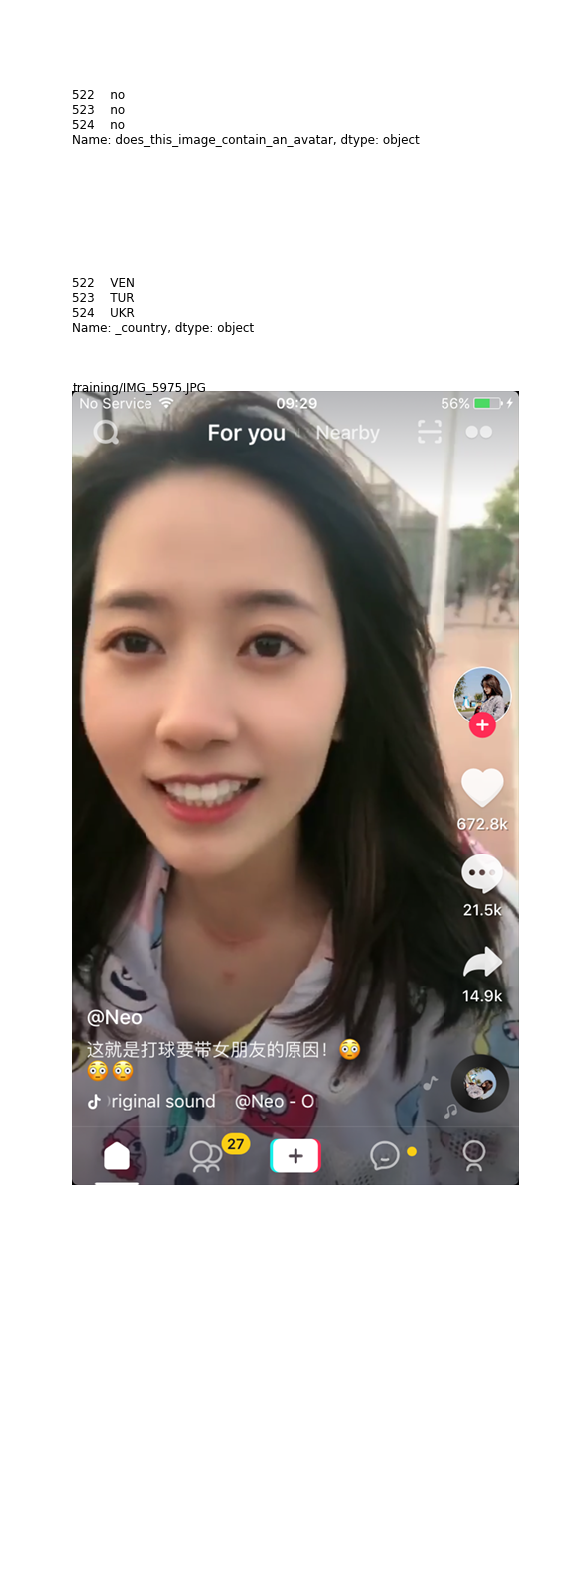 522 no
523 no
524 no
Name: does_this_image_contain_an_avatar, dtype: object
522 VEN
523 TUR
524 UKR
Name: _country, dtype: object
training/IMG_5975.JPG
No Service 09:29 56%
For you Nearby
672.8k
21.5k
14.9k
@Neo
这就是打球要带女朋友的原因！😳
😳😳
riginal sound @Neo - O
27